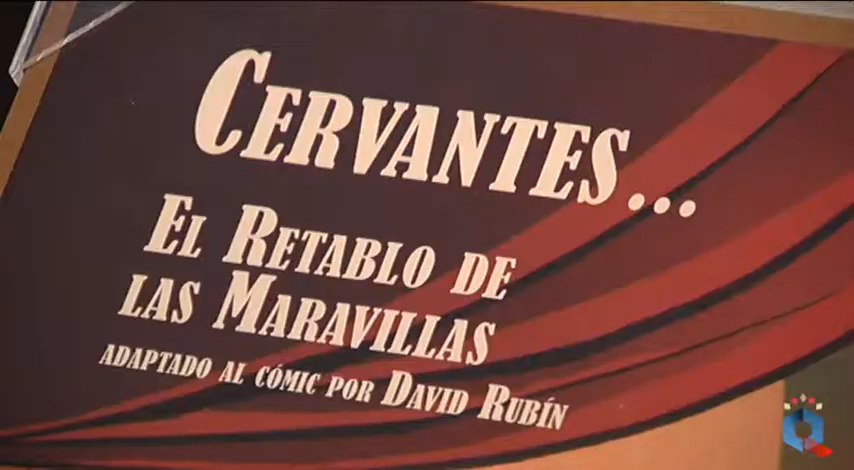 CERVANTES...
EL RETABLO DE
LAS MARAVILLAS
ADAPTADO AL CÓMIC POR DAVID RUBÍN